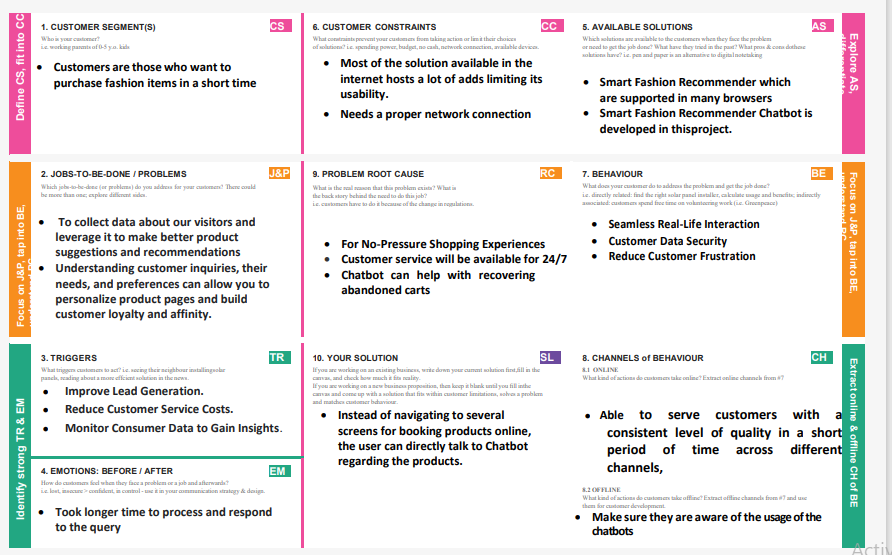 Define CS, fit into CC
1. CUSTOMER SEGMENT(S)
CS
Who is your customer?
i.e. working parents of 0-5 y.o. kids
• Customers are those who want to
purchase fashion items in a short time
6. CUSTOMER CONSTRAINTS
CC
What constraints prevent your customers from taking action or limit their choices
of solutions? i.e. spending power, budget, no cash, network connection, available devices.
• Most of the solution available in the
internet hosts a lot of adds limiting its
usability.
• Needs a proper network connection
5. AVAILABLE SOLUTIONS
AS
Which solutions are available to the customers when they face the problem
or need to get the job done? What have they tried in the past? What pros & cons dothese
solutions have? i.e. pen and paper is an alternative to digital notetaking
• Smart Fashion Recommender which
are supported in many browsers
• Smart Fashion Recommender Chatbot is
developed in thisproject.
Explore AS,
Focus on J&P, tap into BE,
2. JOBS-TO-BE-DONE / PROBLEMS
J&P
Which jobs-to-be-done (or problems) do you address for your customers? There could
be more than one; explore different sides.
• To collect data about our visitors and
leverage it to make better product
suggestions and recommendations
• Understanding customer inquiries, their
needs, and preferences can allow you to
personalize product pages and build
customer loyalty and affinity.
9. PROBLEM ROOT CAUSE
RC
What is the real reason that this problem exists? What is
the back story behind the need to do this job?
i.e. customers have to do it because of the change in regulations.
• For No-Pressure Shopping Experiences
• Customer service will be available for 24/7
• Chatbot can help with recovering
abandoned carts
7. BEHAVIOUR
BE
What does your customer do to address the problem and get the job done?
i.e. directly related: find the right solar panel installer, calculate usage and benefits; indirectly
associated: customers spend free time on volunteering work (i.e. Greenpeace)
• Seamless Real-Life Interaction
• Customer Data Security
• Reduce Customer Frustration
Focus on J&P, tap into BE,
Identify strong TR & EM
3. TRIGGERS
TR
What triggers customers to act? i.e. seeing their neighbour installingsolar
panels, reading about a more efficient solution in the news.
• Improve Lead Generation.
• Reduce Customer Service Costs.
• Monitor Consumer Data to Gain Insights.
4. EMOTIONS: BEFORE / AFTER
EM
How do customers feel when they face a problem or a job and afterwards?
i.e. lost, insecure > confident, in control - use it in your communication strategy & design.
• Took longer time to process and respond
to the query
10. YOUR SOLUTION
SL
If you are working on an existing business, write down your current solution first,fill in the
canvas, and check how much it fits reality.
If you are working on a new business proposition, then keep it blank until you fill inthe
canvas and come up with a solution that fits within customer limitations, solves a problem
and matches customer behaviour.
• Instead of navigating to several
screens for booking products online,
the user can directly talk to Chatbot
regarding the products.
8. CHANNELS of BEHAVIOUR
CH
8.1 ONLINE
What kind of actions do customers take online? Extract online channels from #7
• Able to serve customers with a
consistent level of quality in a short
period of time across different
channels,
8.2 OFFLINE
What kind of actions do customers take offline? Extract offline channels from #7 and use
them for customer development.
• Make sure they are aware of the usage of the
chatbots
Extract online & offline CH of BE